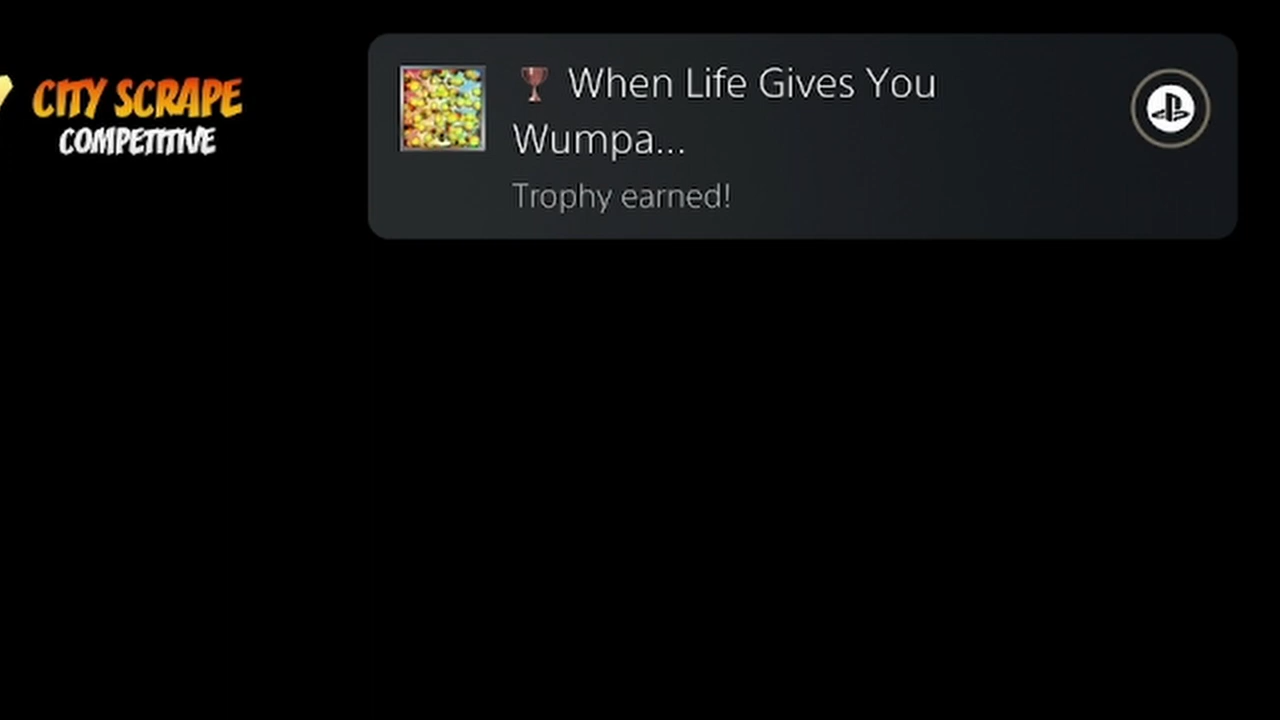 CITY SCRAPE
COMPETITIVE
When Life Gives You
Wumpa...
Trophy earned!